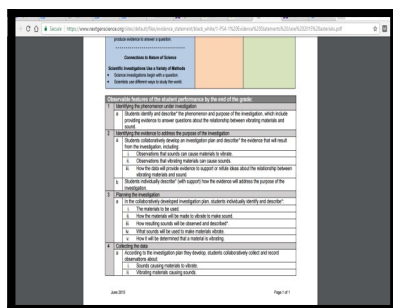 Secure | https://www.nextgenscience.org/sites/default/files/evidence_statement/black_white/1-PS4-1%20Evidence%20Statements%20June%202015%20asterisks.pdf
produce evidence to answer a question.
Connections to Nature of Science
Scientific Investigations Use a Variety of Methods
• Science investigations begin with a question.
• Scientists use different ways to study the world.
Observable features of the student performance by the end of the grade:
1 Identifying the phenomenon under investigation
a Students identify and describe* the phenomenon and purpose of the investigation, which include
providing evidence to answer questions about the relationship between vibrating materials and
sound.
2 Identifying the evidence to address the purpose of the investigation
a Students collaboratively develop an investigation plan and describe* the evidence that will result
from the investigation, including:
i. Observations that sounds can cause materials to vibrate.
ii. Observations that vibrating materials can cause sounds.
iii. How the data will provide evidence to support or refute ideas about the relationship between
vibrating materials and sound.
b Students individually describe* (with support) how the evidence will address the purpose of the
investigation.
3 Planning the investigation
a In the collaboratively developed investigation plan, students individually identify and describe*:
i. The materials to be used.
ii. How the materials will be made to vibrate to make sound.
iii. How resulting sounds will be observed and described*.
iv. What sounds will be used to make materials vibrate.
v. How it will be determined that a material is vibrating.
4 Collecting the data
a According to the investigation plan they develop, students collaboratively collect and record
observations about:
i. Sounds causing materials to vibrate.
ii. Vibrating materials causing sounds.
June 2015 Page 1 of 1